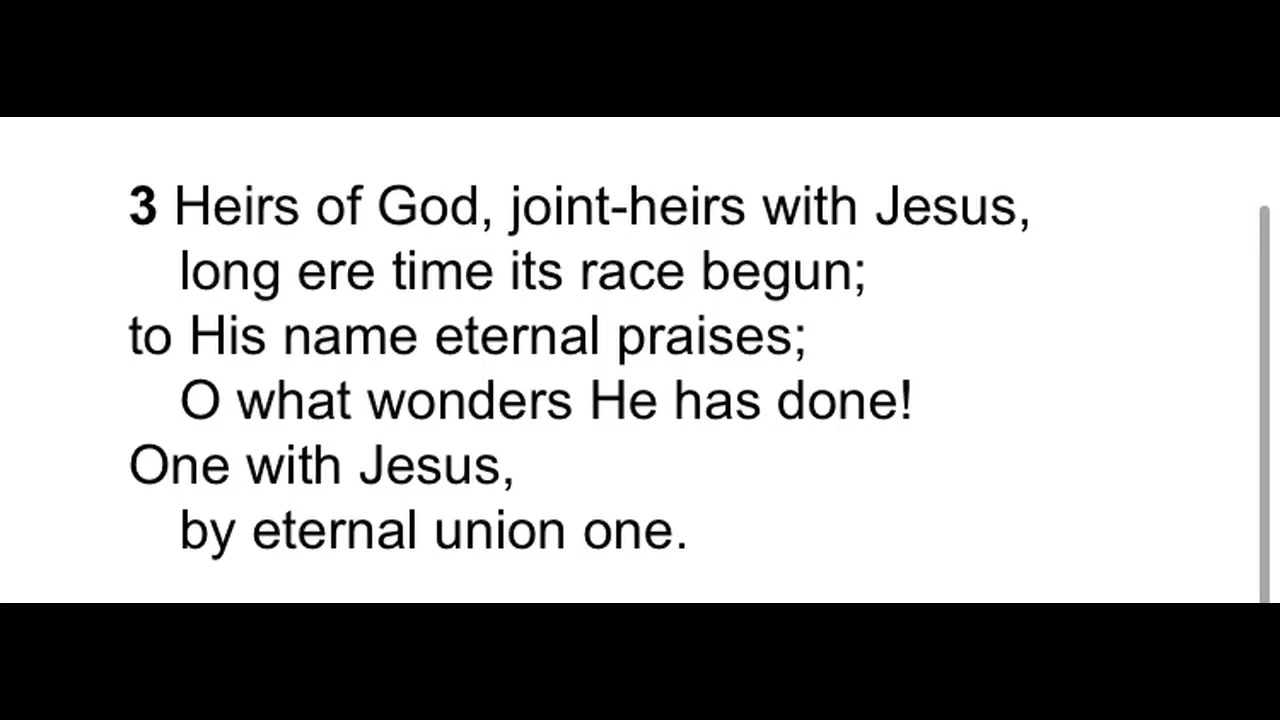 3 Heirs of God, joint-heirs with Jesus,
long ere time its race begun;
to His name eternal praises;
O what wonders He has done!
One with Jesus,
by eternal union one.